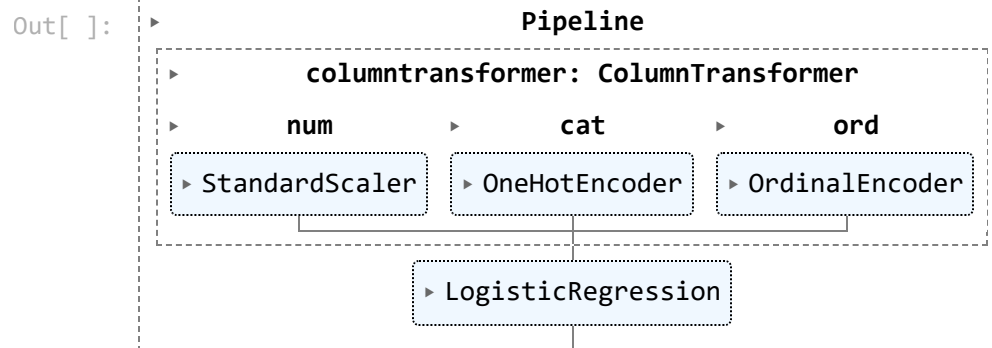 Out[ ]:
Pipeline
columntransformer: ColumnTransformer
num cat ord
StandardScaler OneHotEncoder OrdinalEncoder
LogisticRegression